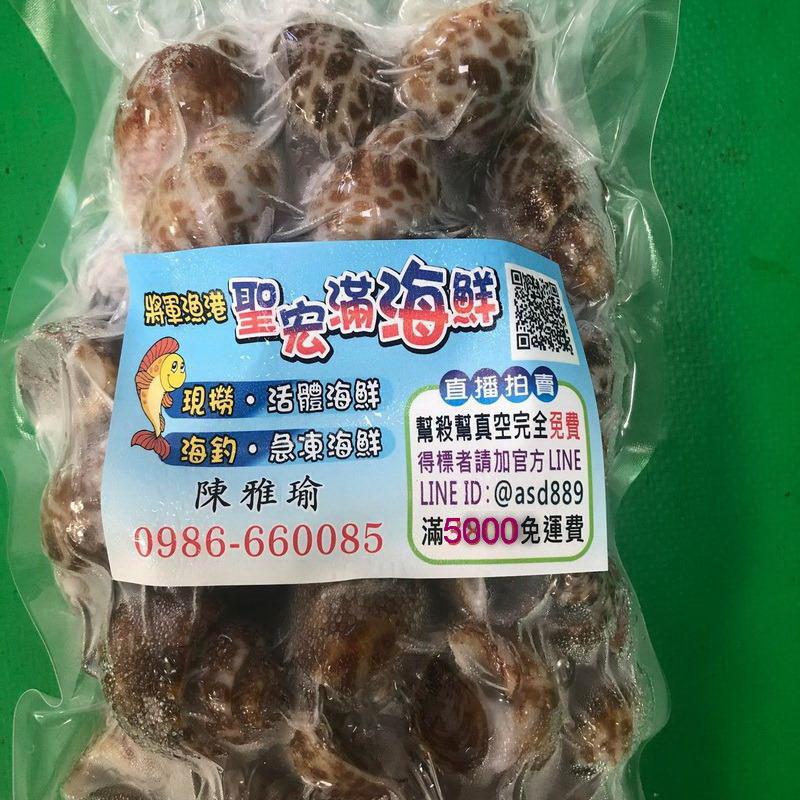 將軍漁港 聖宏滿海鮮
現撈·活體海鮮
海釣·急凍海鮮
陳雅瑜
0986-660085
直播拍賣
幫殺幫真空完全免費
得標者請加官方LINE
LINE ID:@asd889
滿5000免運費